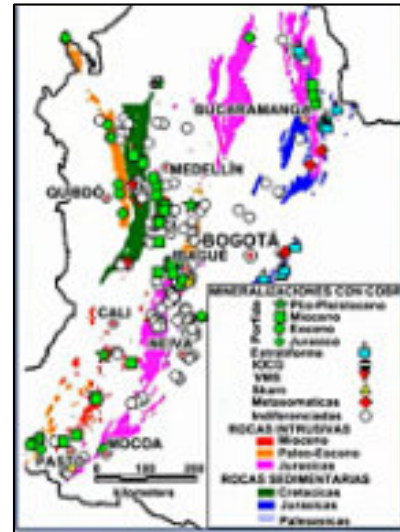 BUCARAMANGA
MEDELLÍN
QUIBDÓ
BOGOTÁ
IBAGUE
CALI
NEIVA
MOCOA
PASTO
0 100 200
kilometers
MINERALIZACIONES CON COBRE
Porfido
Plio-Pleistoceno
Mioceno
Eoceno
Jurasico
Estratiforme
IOCG
VMS
Skarn
Metasomaticas
Indiferenciadas
ROCAS INTRUSIVAS
Mioceno
Paleo-Eoceno
Jurasicas
ROCAS SEDIMENTARIAS
Cretacicas
Jurasicas
Paleozoicas